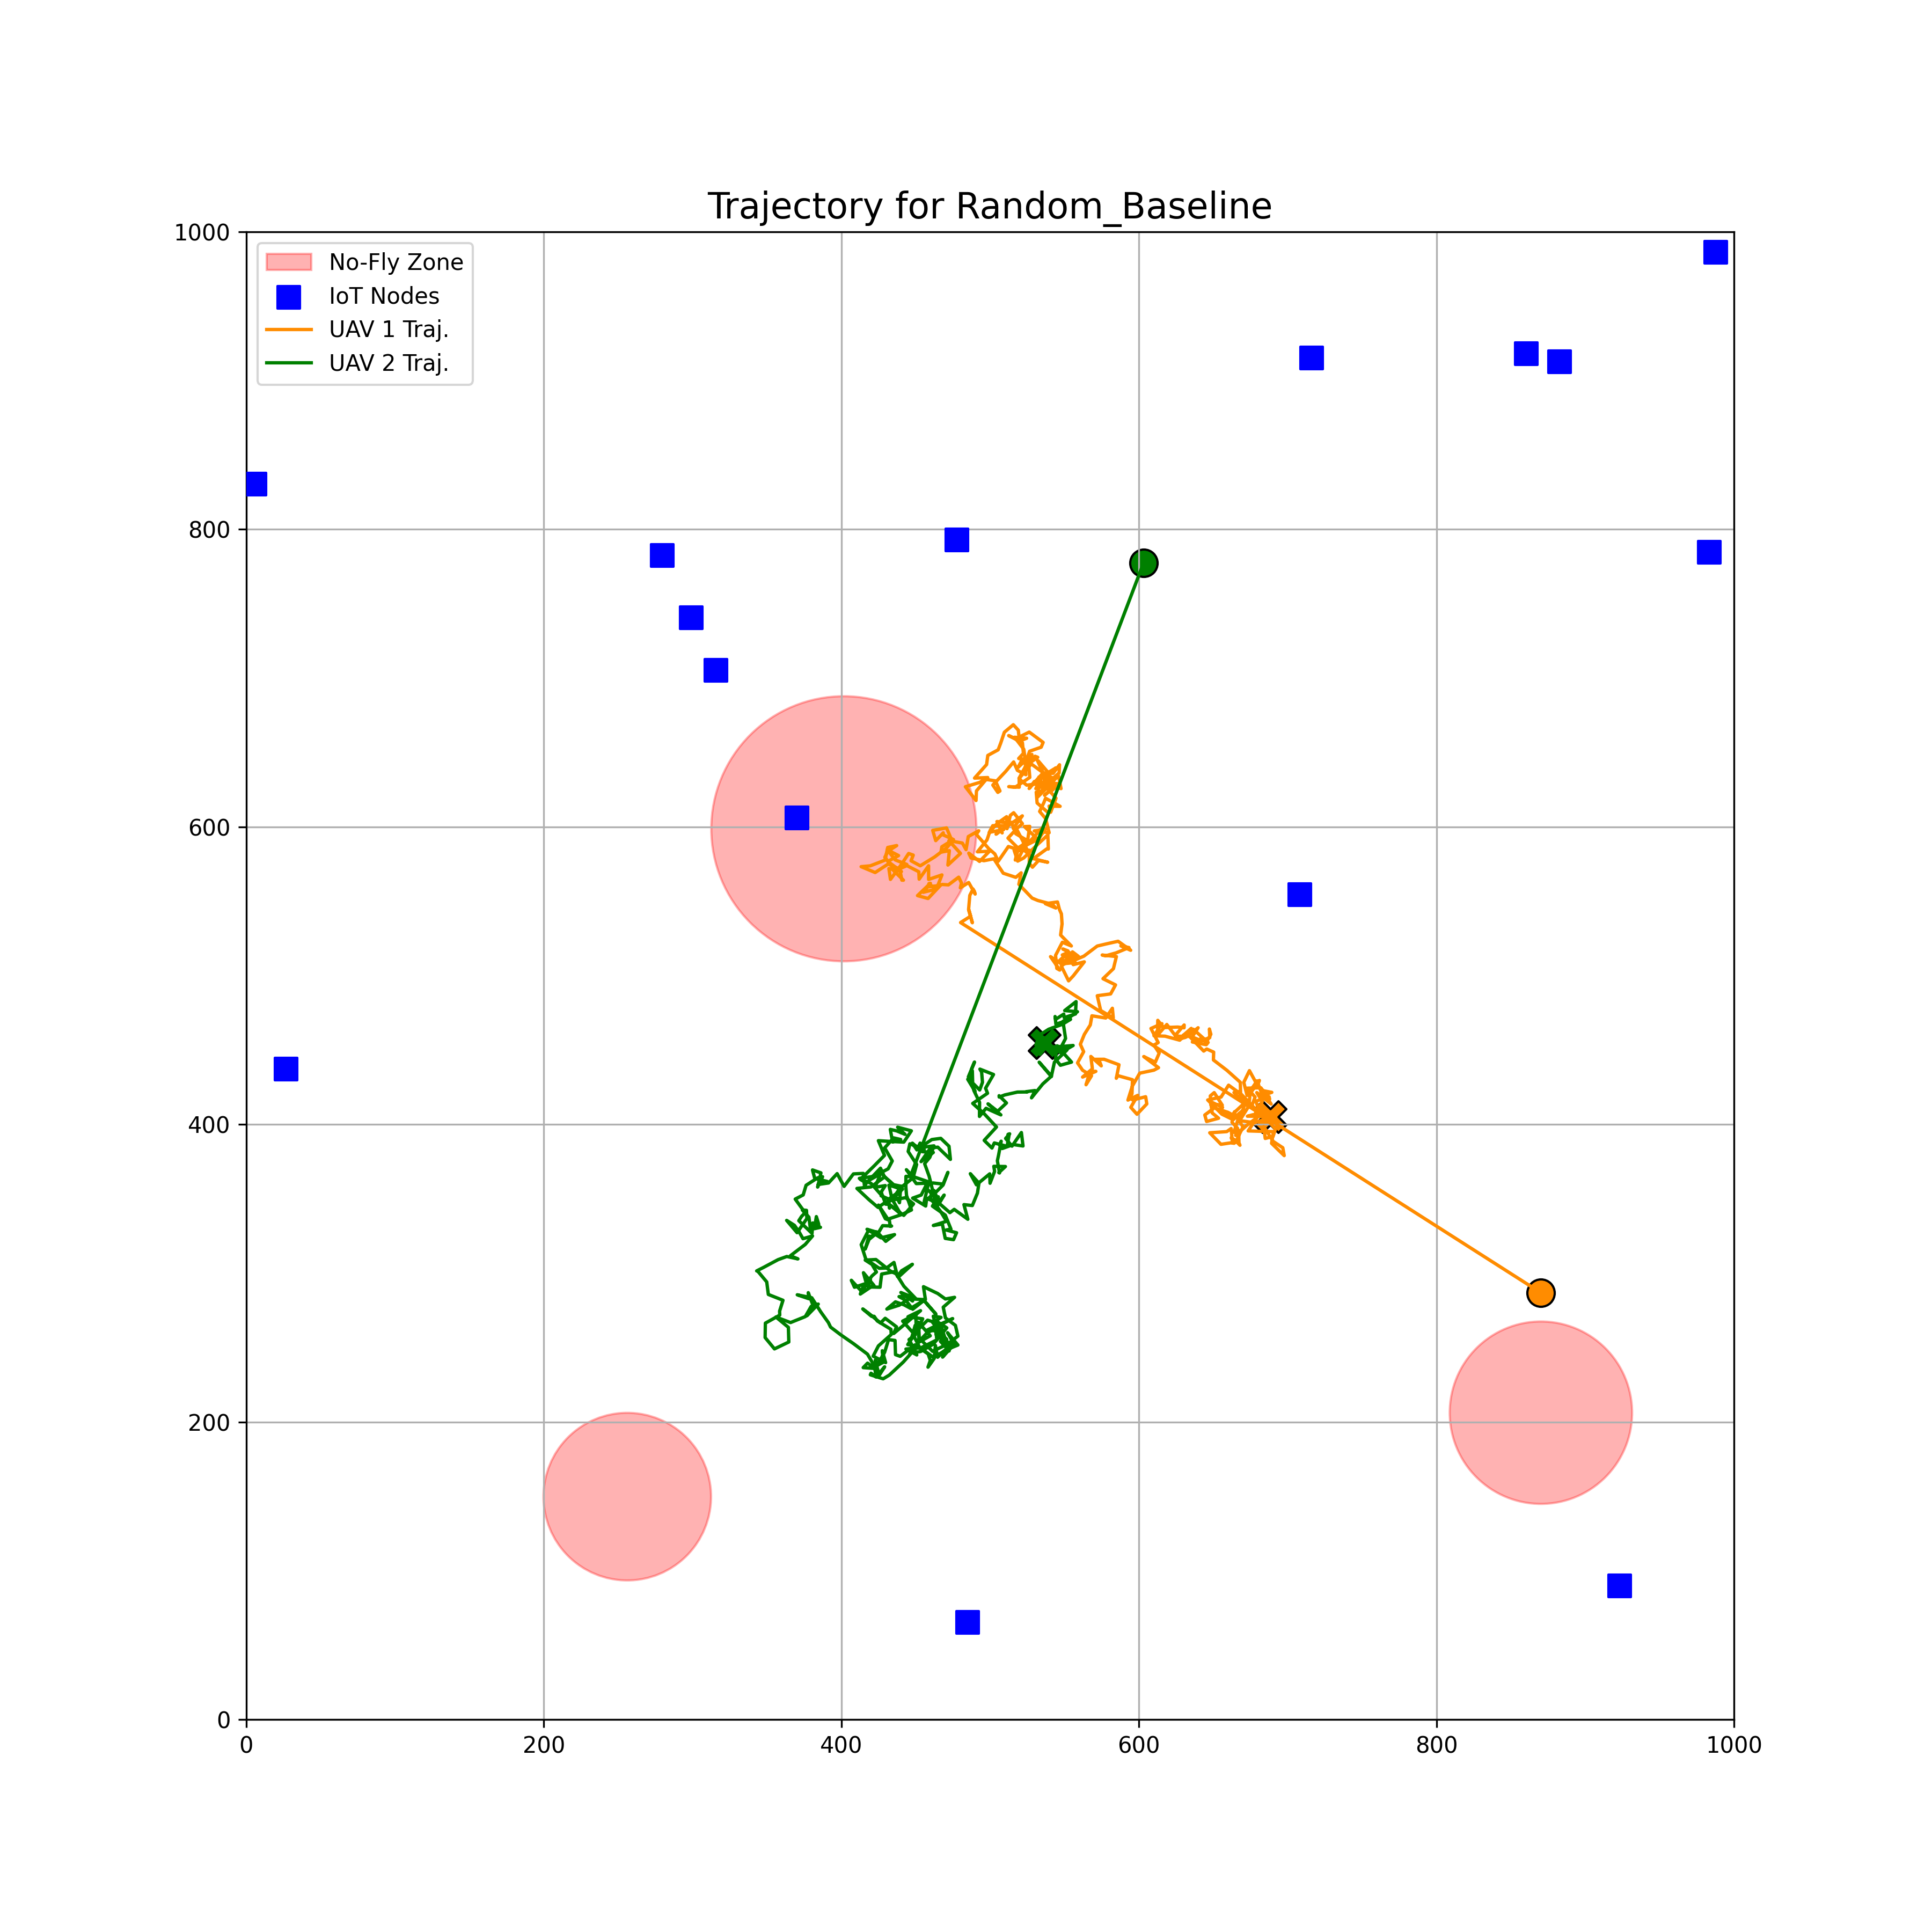 Trajectory for Random_Baseline
1000
800
600
400
200
0
No-Fly Zone
IoT Nodes
UAV 1 Traj.
UAV 2 Traj.
0 200 400 600 800 1000